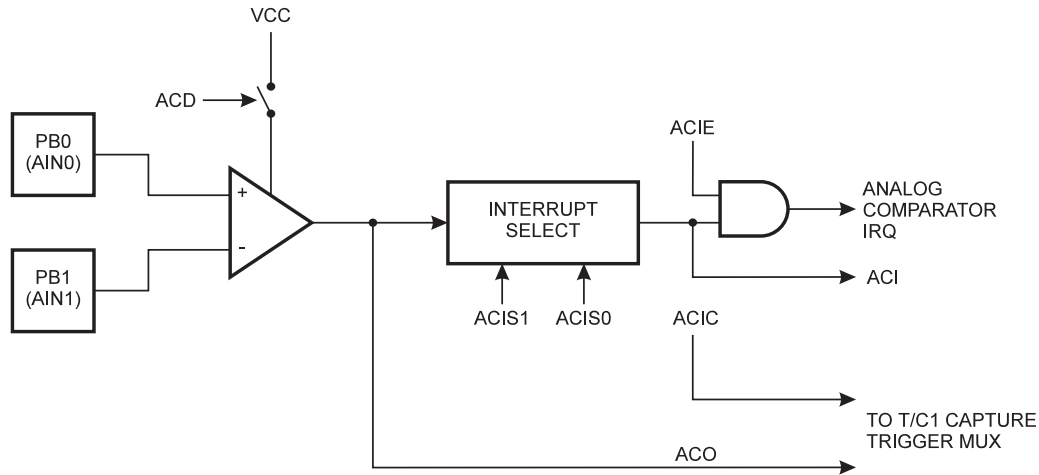 VCC
ACD
PB0
(AIN0)
+
-
PB1
(AIN1)
INTERRUPT
SELECT
ACIS1
ACIS0
ACIE
ANALOG
COMPARATOR
IRQ
ACI
ACIC
TO T/C1 CAPTURE
TRIGGER MUX
ACO